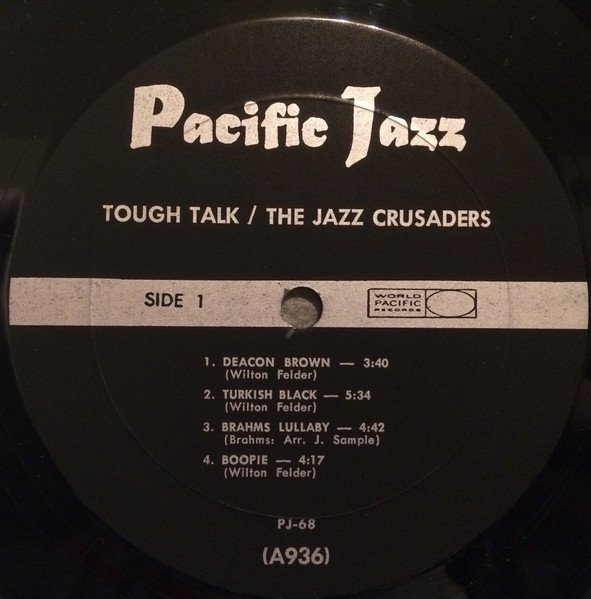 Pacific Jazz
TOUGH TALK / THE JAZZ CRUSADERS
SIDE 1
WORLD
PACIFIC
RECORDS
1. DEACON BROWN — 3:40
(Wilton Felder)
2. TURKISH BLACK — 5:34
(Wilton Felder)
3. BRAHMS LULLABY — 4:42
(Brahms: Arr. J. Sample)
4. BOOPIE — 4:17
(Wilton Felder)
PJ-68
(A936)